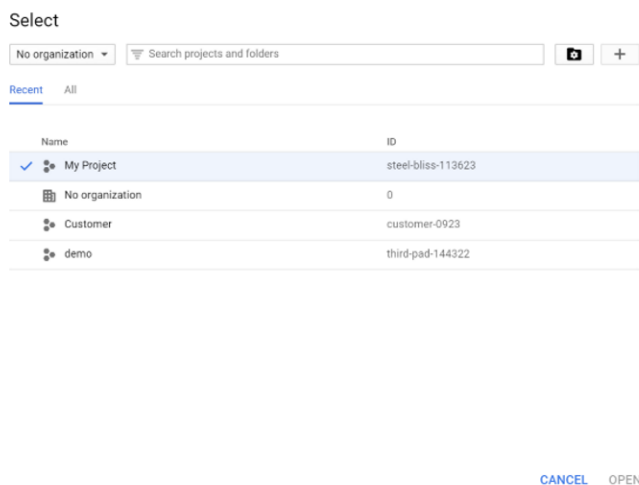 Select
No organization Search projects and folders
Recent All
Name ID
My Project steel-bliss-113623
No organization 0
Customer customer-0923
demo third-pad-144322
CANCEL OPEN